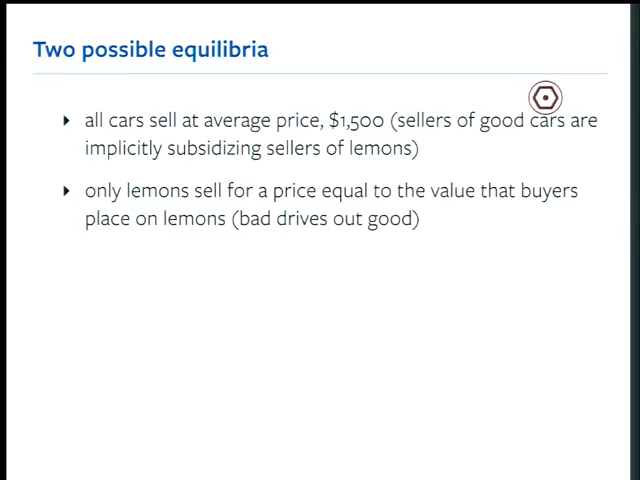 Two possible equilibria
all cars sell at average price, $1,500 (sellers of good cars are
implicitly subsidizing sellers of lemons)
only lemons sell for a price equal to the value that buyers
place on lemons (bad drives out good)